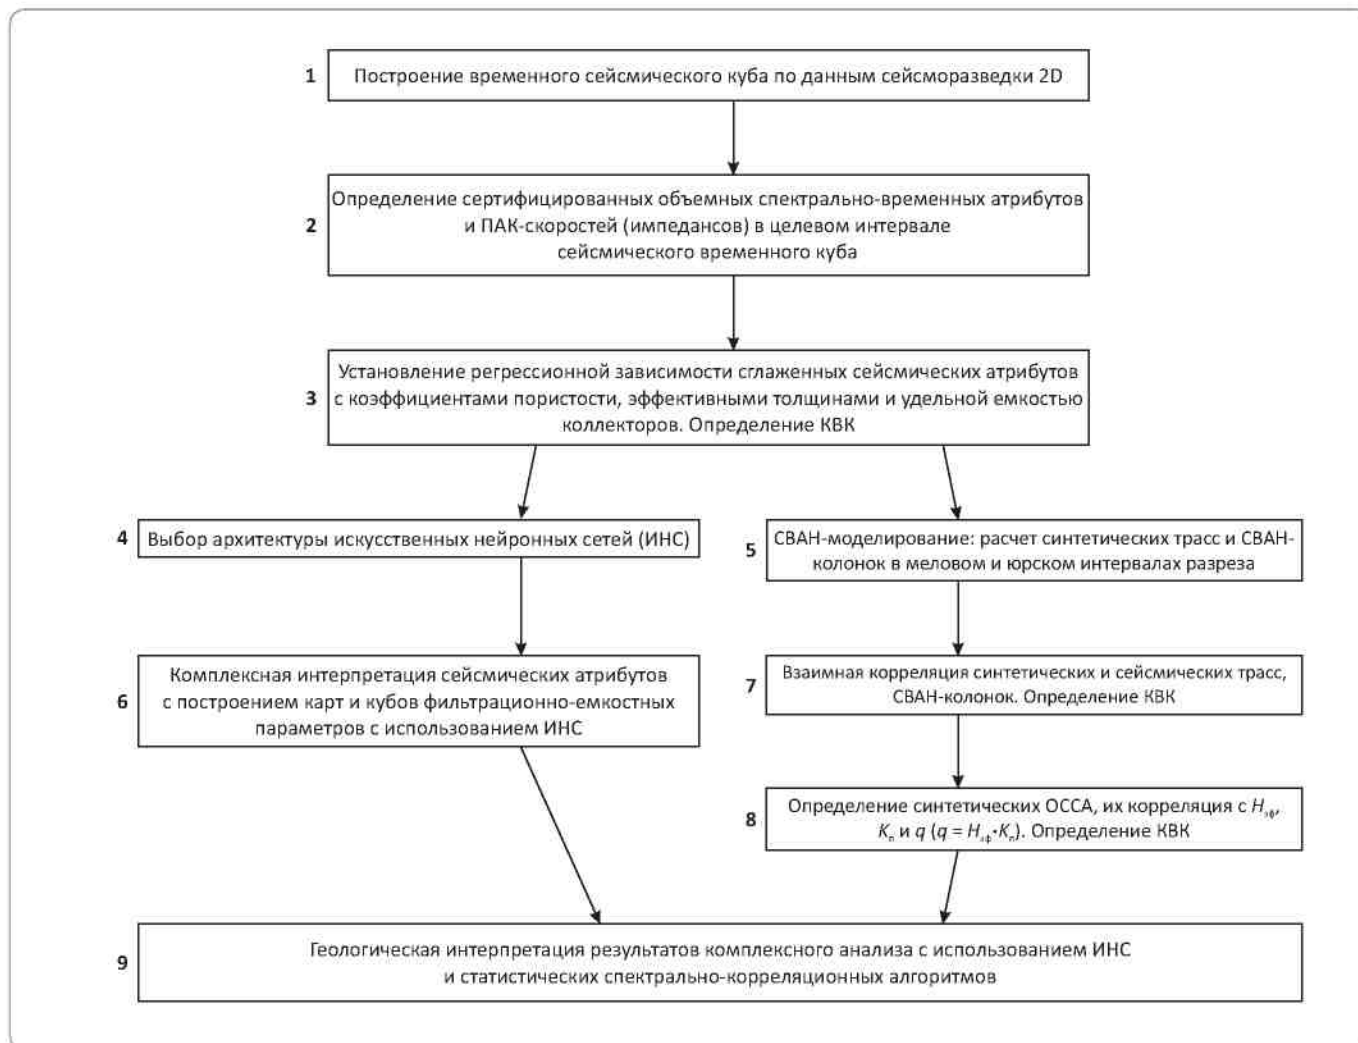 1
Построение временного сейсмического куба по данным сейсморазведки 2D
2
Определение сертифицированных объемных спектрально-временных атрибутов
и ПАК-скоростей (импедансов) в целевом интервале
сейсмического временного куба
3
Установление регрессионной зависимости сглаженных сейсмических атрибутов
с коэффициентами пористости, эффективными толщинами и удельной емкостью
коллекторов. Определение КВК
4
Выбор архитектуры искусственных нейронных сетей (ИНС)
5
СВАН-моделирование: расчет синтетических трасс и СВАН-
колонок в меловом и юрском интервалах разреза
6
Комплексная интерпретация сейсмических атрибутов
с построением карт и кубов фильтрационно-емкостных
параметров с использованием ИНС
7
Взаимная корреляция синтетических и сейсмических трасс,
СВАН-колонок. Определение КВК
8
Определение синтетических ОССА, их корреляция с Hэф,
Kп и q (q = Hэф·Kп). Определение КВК
9
Геологическая интерпретация результатов комплексного анализа с использованием ИНС
и статистических спектрально-корреляционных алгоритмов